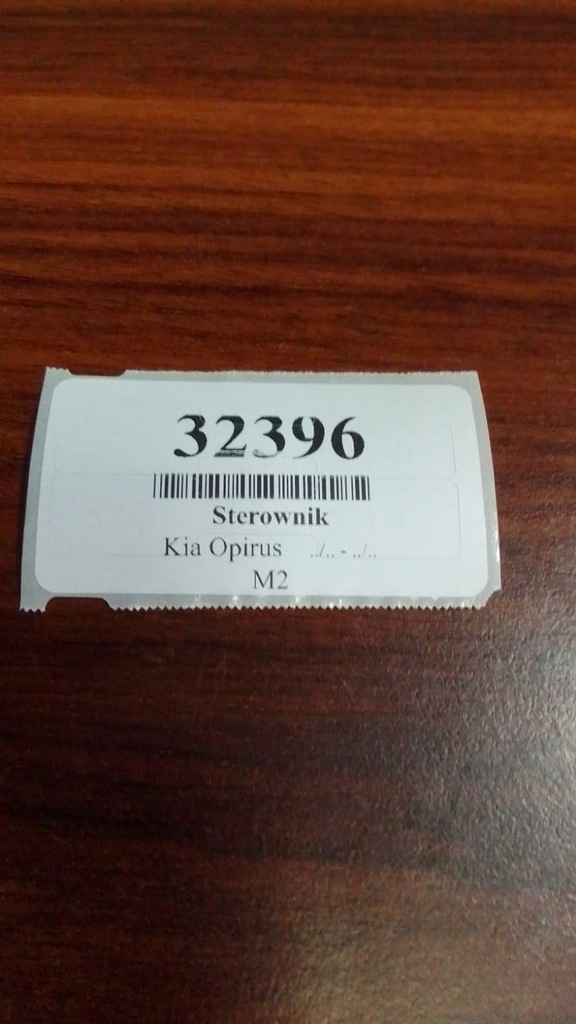 32396
Sterownik
Kia Opirus ../.. - ../..
M2